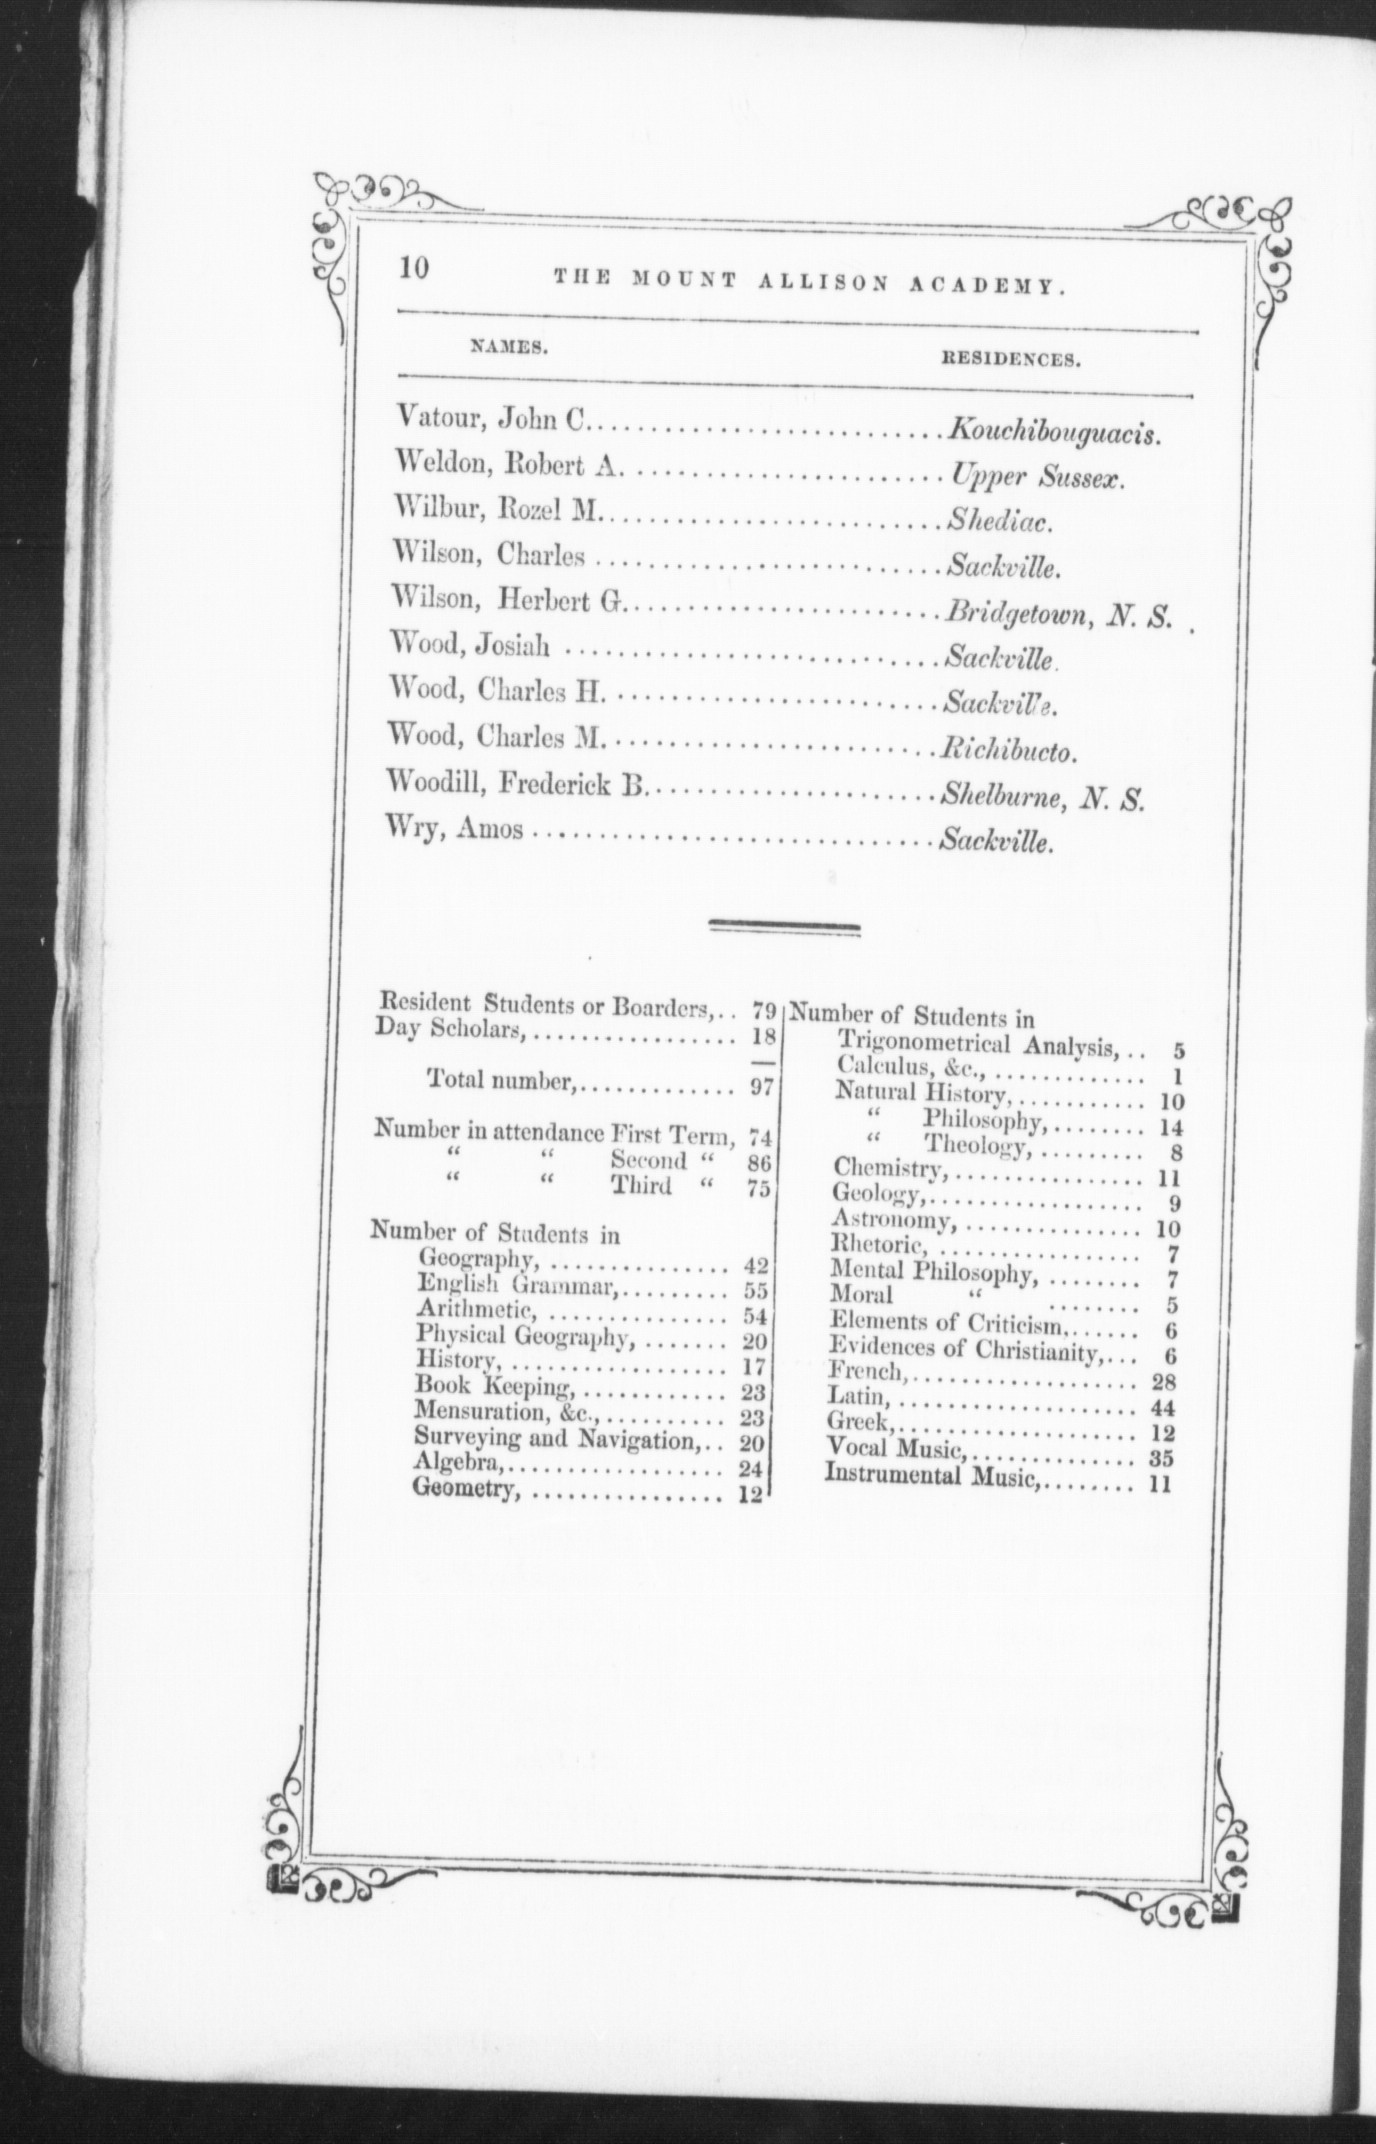 10 THE MOUNT ALLISON ACADEMY.
NAMES. RESIDENCES.
Vatour, John C............................Kouchibouguacis.
Weldon, Robert A. ........................Upper Sussex.
Wilbur, Rozel M...........................Shediac.
Wilson, Charles ..........................Sackville.
Wilson, Herbert G.........................Bridgetown, N. S.
Wood, Josiah .............................Sackville.
Wood, Charles H. .........................Sackville.
Wood, Charles M. .........................Richibucto.
Woodill, Frederick B......................Shelburne, N. S.
Wry, Amos ................................Sackville.
Resident Students or Boarders,.. 79
Day Scholars,................. 18
Total number,............. 97
Number in attendance First Term, 74
“ “ Second “ 86
“ “ Third “ 75
Number of Students in
Geography, ............... 42
English Grammar,......... 55
Arithmetic, ............... 54
Physical Geography, ....... 20
History, .................. 17
Book Keeping, ............ 23
Mensuration, &c.,.......... 23
Surveying and Navigation,.. 20
Algebra,.................. 24
Geometry, ................ 12
Number of Students in
Trigonometrical Analysis,.. 5
Calculus, &c., ............. 1
Natural History,........... 10
“ Philosophy,........ 14
“ Theology, ......... 8
Chemistry,................ 11
Geology,.................. 9
Astronomy, ............... 10
Rhetoric, ................. 7
Mental Philosophy, ........ 7
Moral “ ........ 5
Elements of Criticism,...... 6
Evidences of Christianity,... 6
French,................... 28
Latin, .................... 44
Greek,.................... 12
Vocal Music,.............. 35
Instrumental Music,........ 11